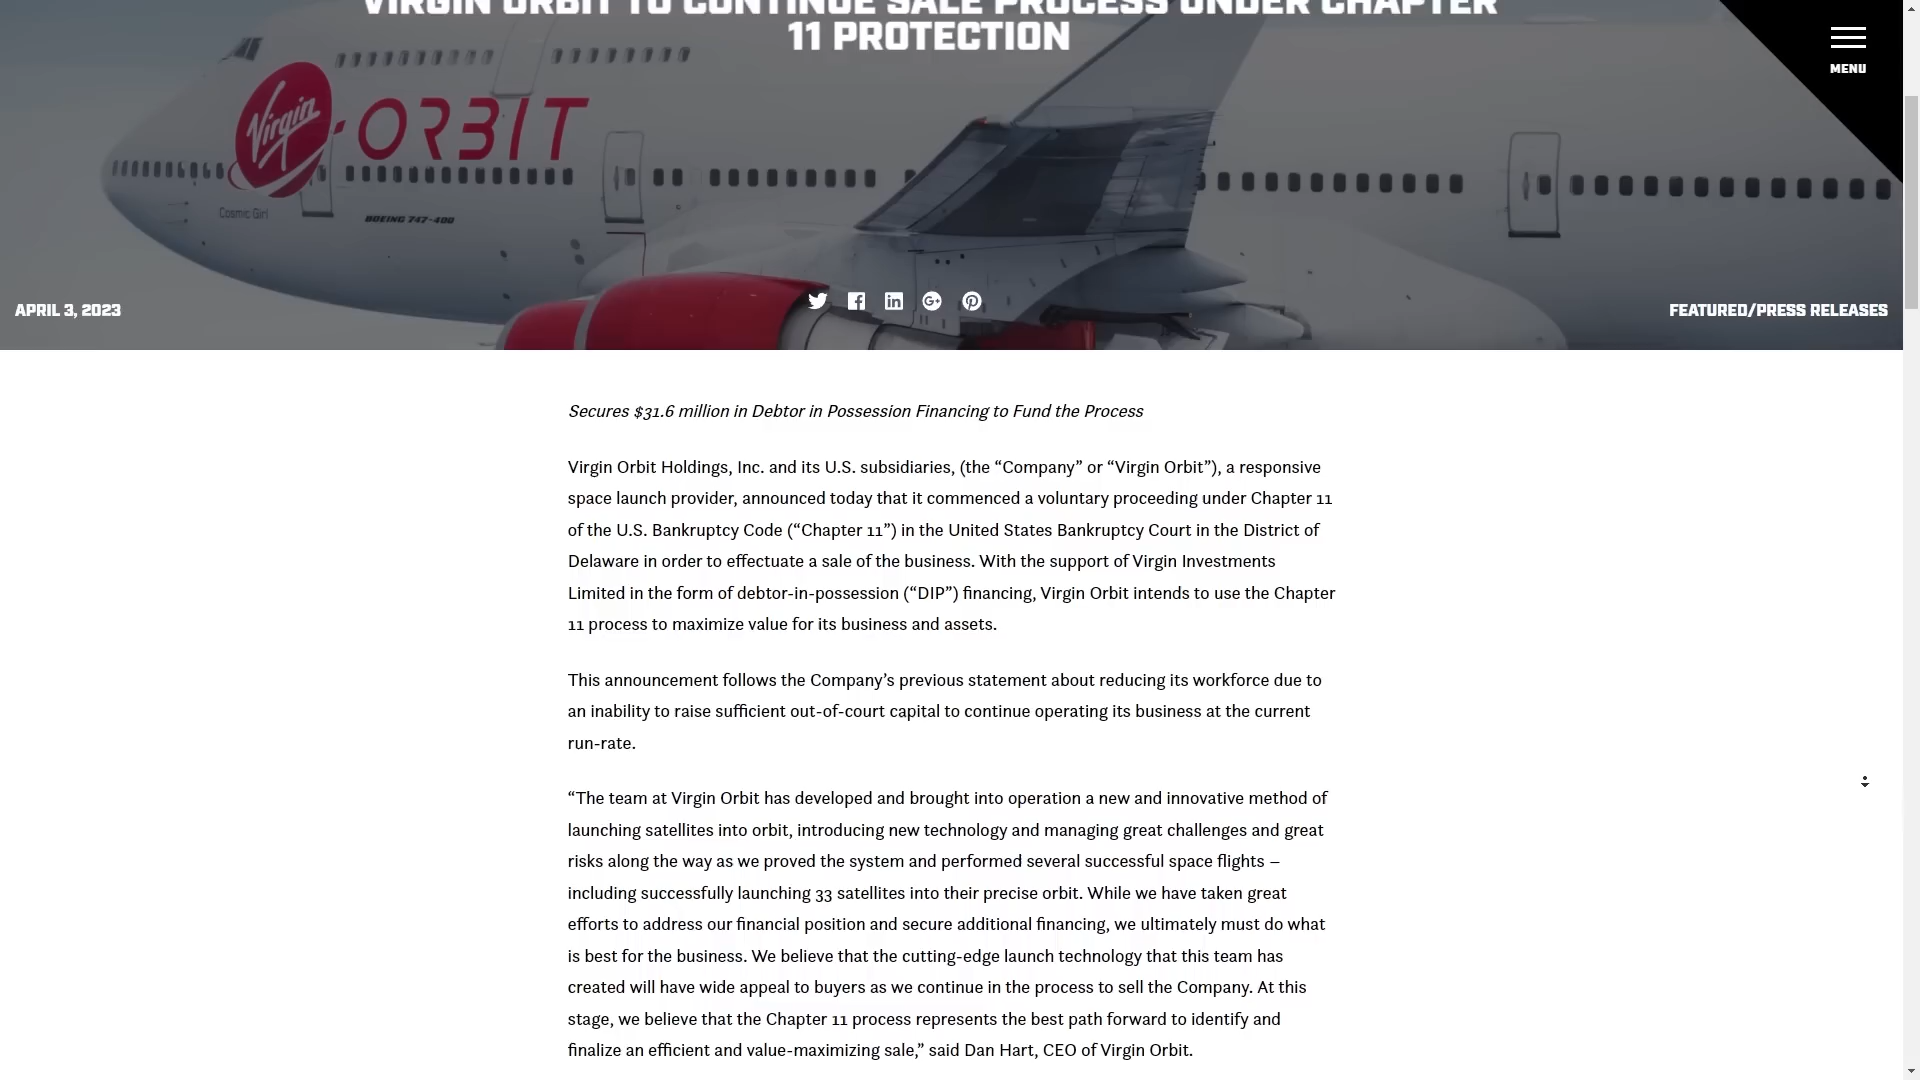 VIRGIN ORBIT TO CONTINUE SALE PROCESS UNDER CHAPTER
11 PROTECTION
MENU
Virgin ORBIT
Cosmic Girl
BOEING 747-400
APRIL 3, 2023
FEATURED/PRESS RELEASES
Secures $31.6 million in Debtor in Possession Financing to Fund the Process
Virgin Orbit Holdings, Inc. and its U.S. subsidiaries, (the “Company” or “Virgin Orbit”), a responsive
space launch provider, announced today that it commenced a voluntary proceeding under Chapter 11
of the U.S. Bankruptcy Code (“Chapter 11”) in the United States Bankruptcy Court in the District of
Delaware in order to effectuate a sale of the business. With the support of Virgin Investments
Limited in the form of debtor-in-possession (“DIP”) financing, Virgin Orbit intends to use the Chapter
11 process to maximize value for its business and assets.
This announcement follows the Company’s previous statement about reducing its workforce due to
an inability to raise sufficient out-of-court capital to continue operating its business at the current
run-rate.
“The team at Virgin Orbit has developed and brought into operation a new and innovative method of
launching satellites into orbit, introducing new technology and managing great challenges and great
risks along the way as we proved the system and performed several successful space flights –
including successfully launching 33 satellites into their precise orbit. While we have taken great
efforts to address our financial position and secure additional financing, we ultimately must do what
is best for the business. We believe that the cutting-edge launch technology that this team has
created will have wide appeal to buyers as we continue in the process to sell the Company. At this
stage, we believe that the Chapter 11 process represents the best path forward to identify and
finalize an efficient and value-maximizing sale,” said Dan Hart, CEO of Virgin Orbit.